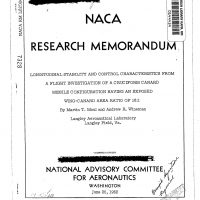 NACA
RESEARCH MEMORANDUM
LONGITUDINAL STABILITY AND CONTROL CHARACTERISTICS FROM
A FLIGHT INVESTIGATION OF A CRUCIFORM CANARD
MISSILE CONFIGURATION HAVING AN EXPOSED
WING-CANARD AREA RATIO OF 16:1
By Martin T. Moul and Andrew R. Wineman
Langley Aeronautical Laboratory
Langley Field, Va.
NATIONAL ADVISORY COMMITTEE
FOR AERONAUTICS
WASHINGTON
June 26, 1952
7328